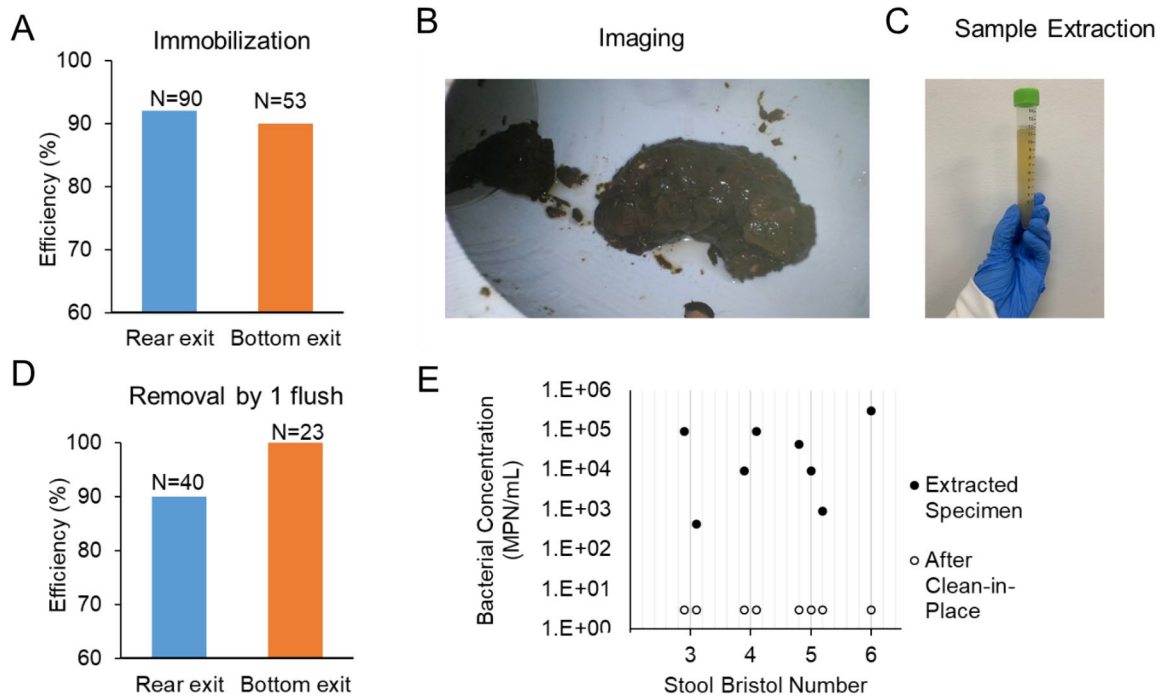 A
Immobilization
100
90
80
70
60
Efficiency (%)
N=90
N=53
Rear exit
Bottom exit
B
Imaging
C
Sample Extraction
D
Removal by 1 flush
100
90
80
70
60
Efficiency (%)
N=40
N=23
Rear exit
Bottom exit
E
1.E+06
1.E+05
1.E+04
1.E+03
1.E+02
1.E+01
1.E+00
Bacterial Concentration
(MPN/mL)
3
4
5
6
Stool Bristol Number
Extracted
Specimen
After
Clean-in-
Place